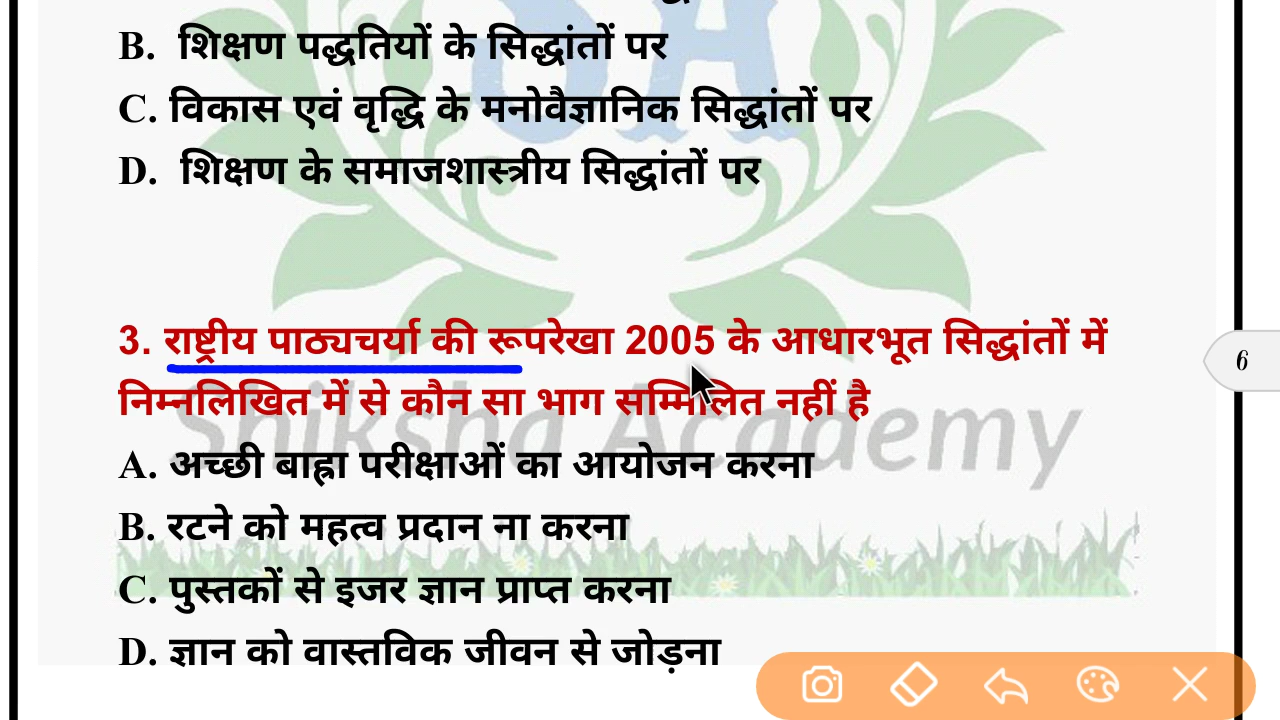 B. शिक्षण पद्धतियों के सिद्धांतों पर
C. विकास एवं वृद्धि के मनोवैज्ञानिक सिद्धांतों पर
D. शिक्षण के समाजशास्त्रीय सिद्धांतों पर
3. राष्ट्रीय पाठ्यचर्या की रूपरेखा 2005 के आधारभूत सिद्धांतों में
निम्नलिखित में से कौन सा भाग सम्मिलित नहीं है
Shiksha Academy
A. अच्छी बाह्रा परीक्षाओं का आयोजन करना
B. रटने को महत्व प्रदान ना करना
C. पुस्तकों से इजर ज्ञान प्राप्त करना
D. ज्ञान को वास्तविक जीवन से जोड़ना
6